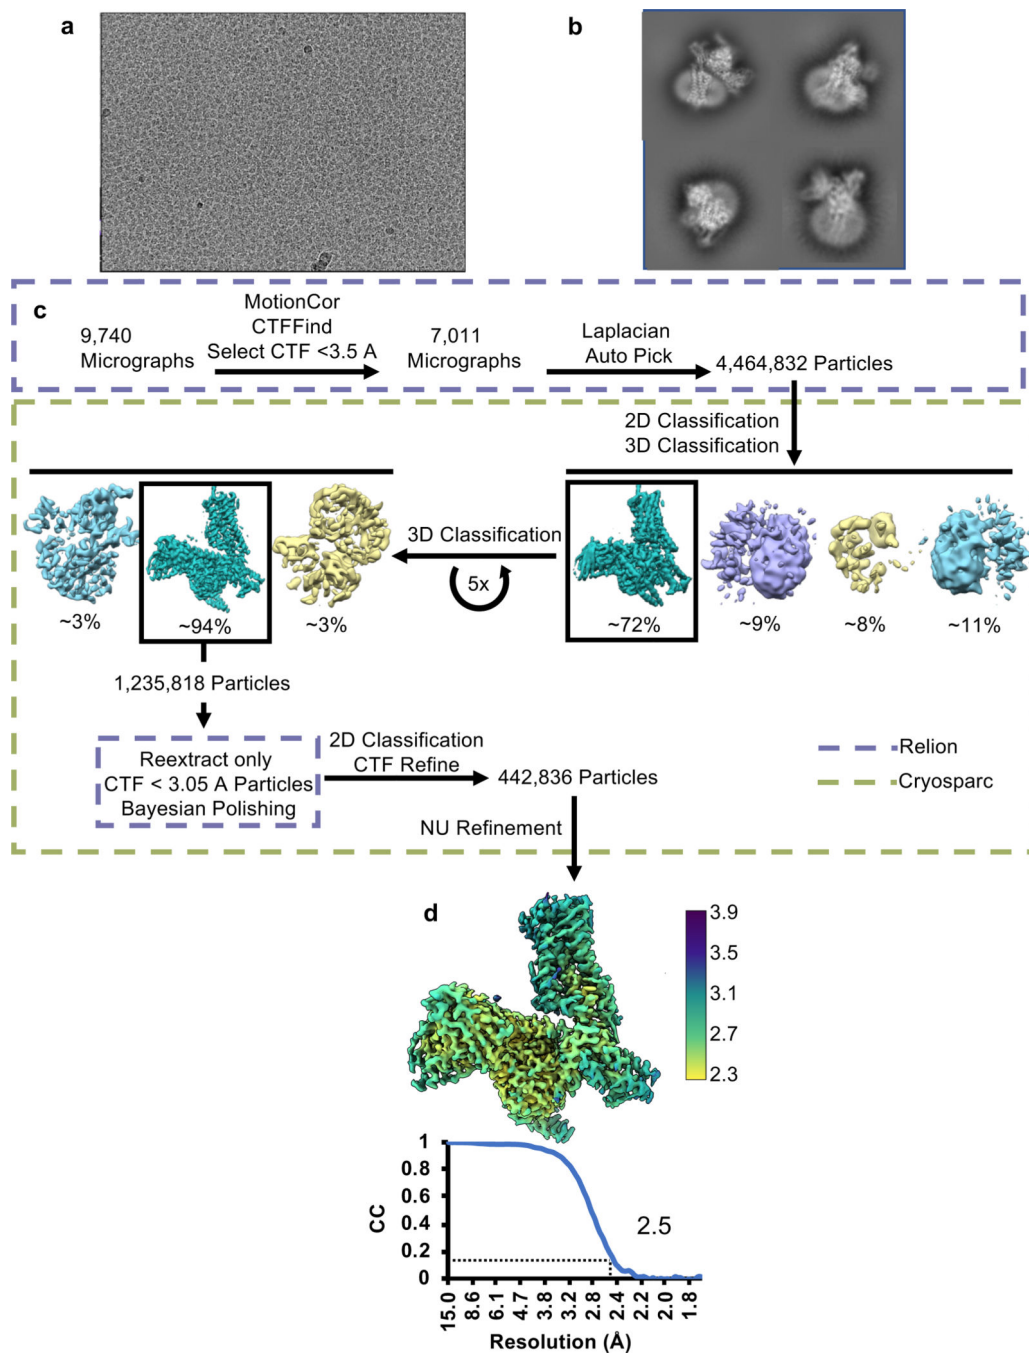 a
b
c
9,740
Micrographs
MotionCor
CTFFind
Select CTF <3.5 A
7,011
Micrographs
Laplacian
Auto Pick
4,464,832 Particles
2D Classification
3D Classification
~3%
~94%
~3%
3D Classification
5x
~72%
~9%
~8%
~11%
1,235,818 Particles
Reextract only
CTF < 3.05 A Particles
Bayesian Polishing
2D Classification
CTF Refine
442,836 Particles
Relion
Cryosparc
NU Refinement
d
3.9
3.5
3.1
2.7
2.3
1
0.8
0.6
0.4
0.2
0
CC
2.5
15.0
8.6
6.1
4.7
3.8
3.2
2.8
2.4
2.2
2.0
1.8
Resolution (Å)